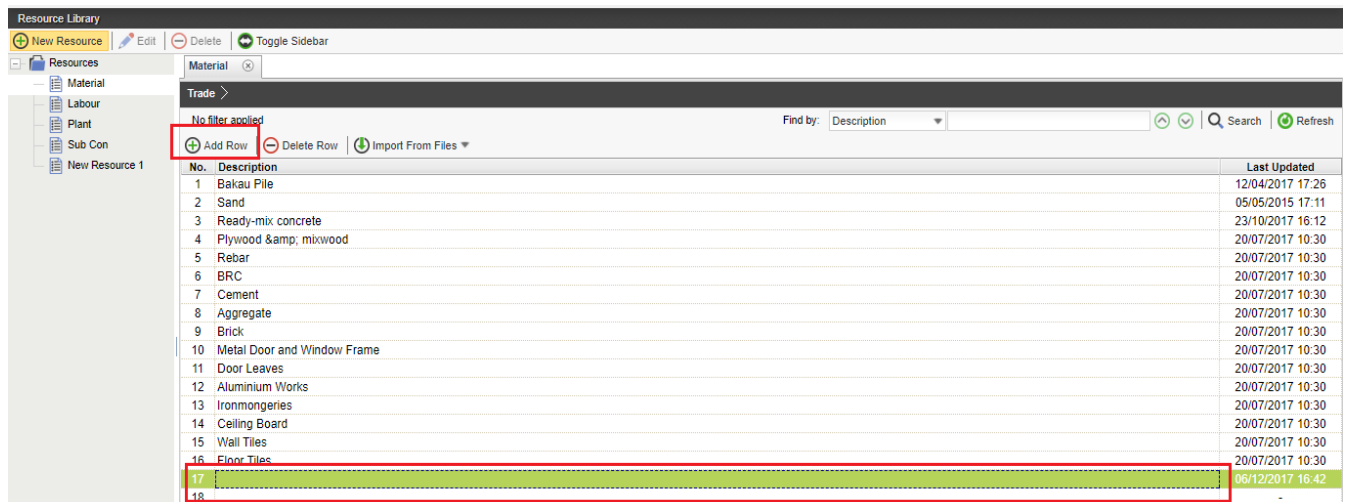 Resource Library
New Resource Edit Delete Toggle Sidebar
Resources
Material
Labour
Plant
Sub Con
New Resource 1
Material
Trade
No filter applied Find by: Description Search Refresh
Add Row Delete Row Import From Files
No. Description Last Updated
1 Bakau Pile 12/04/2017 17:26
2 Sand 05/05/2015 17:11
3 Ready-mix concrete 23/10/2017 16:12
4 Plywood &amp; mixwood 20/07/2017 10:30
5 Rebar 20/07/2017 10:30
6 BRC 20/07/2017 10:30
7 Cement 20/07/2017 10:30
8 Aggregate 20/07/2017 10:30
9 Brick 20/07/2017 10:30
10 Metal Door and Window Frame 20/07/2017 10:30
11 Door Leaves 20/07/2017 10:30
12 Aluminium Works 20/07/2017 10:30
13 Ironmongeries 20/07/2017 10:30
14 Ceiling Board 20/07/2017 10:30
15 Wall Tiles 20/07/2017 10:30
16 Floor Tiles 20/07/2017 10:30
17 06/12/2017 16:42
18 -